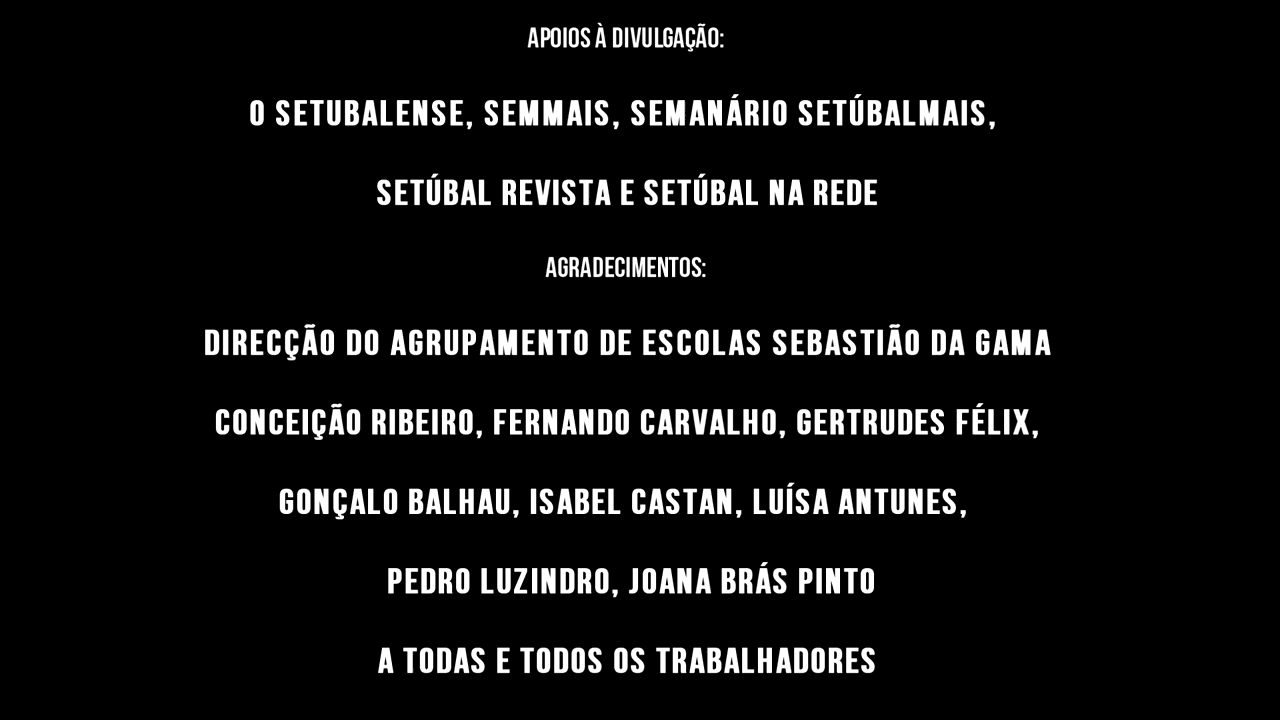 APOIOS À DIVULGAÇÃO:
O SETUBALENSE, SEMMAIS, SEMANÁRIO SETÚBALMAIS,
SETÚBAL REVISTA E SETÚBAL NA REDE
AGRADECIMENTOS:
DIRECÇÃO DO AGRUPAMENTO DE ESCOLAS SEBASTIÃO DA GAMA
CONCEIÇÃO RIBEIRO, FERNANDO CARVALHO, GERTRUDES FÉLIX,
GONÇALO BALHAU, ISABEL CASTAN, LUÍSA ANTUNES,
PEDRO LUZINDRO, JOANA BRÁS PINTO
A TODAS E TODOS OS TRABALHADORES